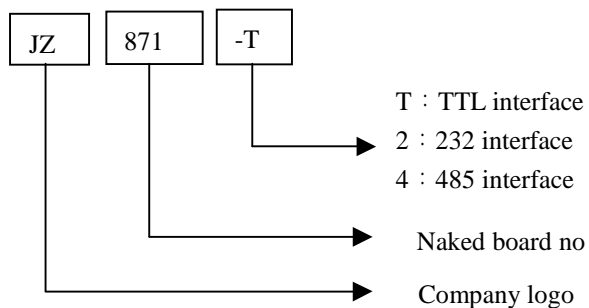 JZ 871 -T
T：TTL interface
2：232 interface
4：485 interface
Naked board no
Company logo